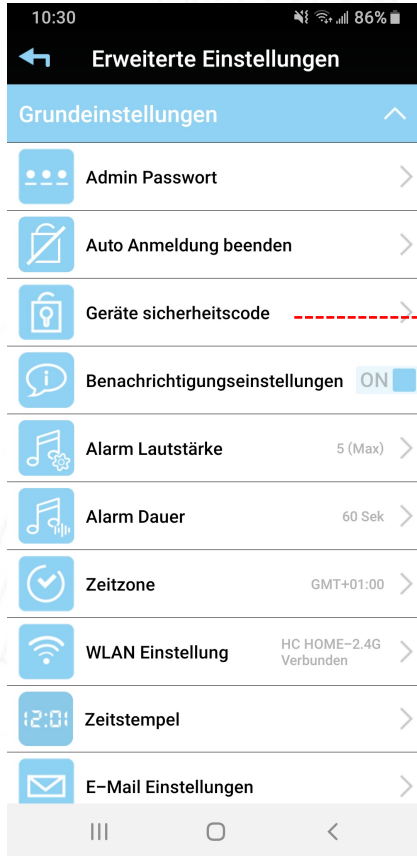 10:30 86%
Erweiterte Einstellungen
Grundeinstellungen
Admin Passwort
Auto Anmeldung beenden
Geräte sicherheitscode
Benachrichtigungseinstellungen ON
Alarm Lautstärke 5 (Max)
Alarm Dauer 60 Sek
Zeitzone GMT+01:00
WLAN Einstellung HC HOME-2.4G
Verbunden
12:01 Zeitstempel
E-Mail Einstellungen